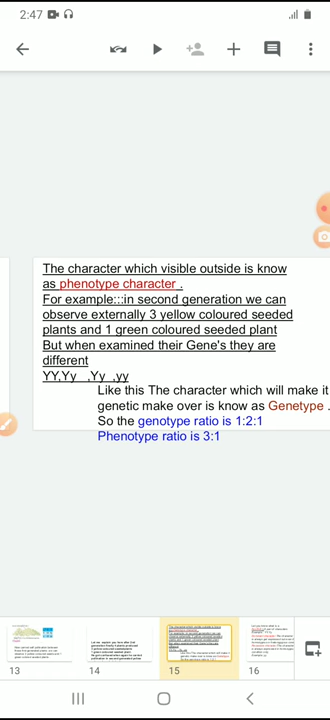 2:47
The character which visible outside is know
as phenotype character .
For example:::in second generation we can
observe externally 3 yellow coloured seeded
plants and 1 green coloured seeded plant
But when examined their Gene's they are
different
YY,Yy ,Yy ,yy
Like this The character which will make it
genetic make over is know as Genetype .
So the genotype ratio is 1:2:1
Phenotype ratio is 3:1
13
14
15
16